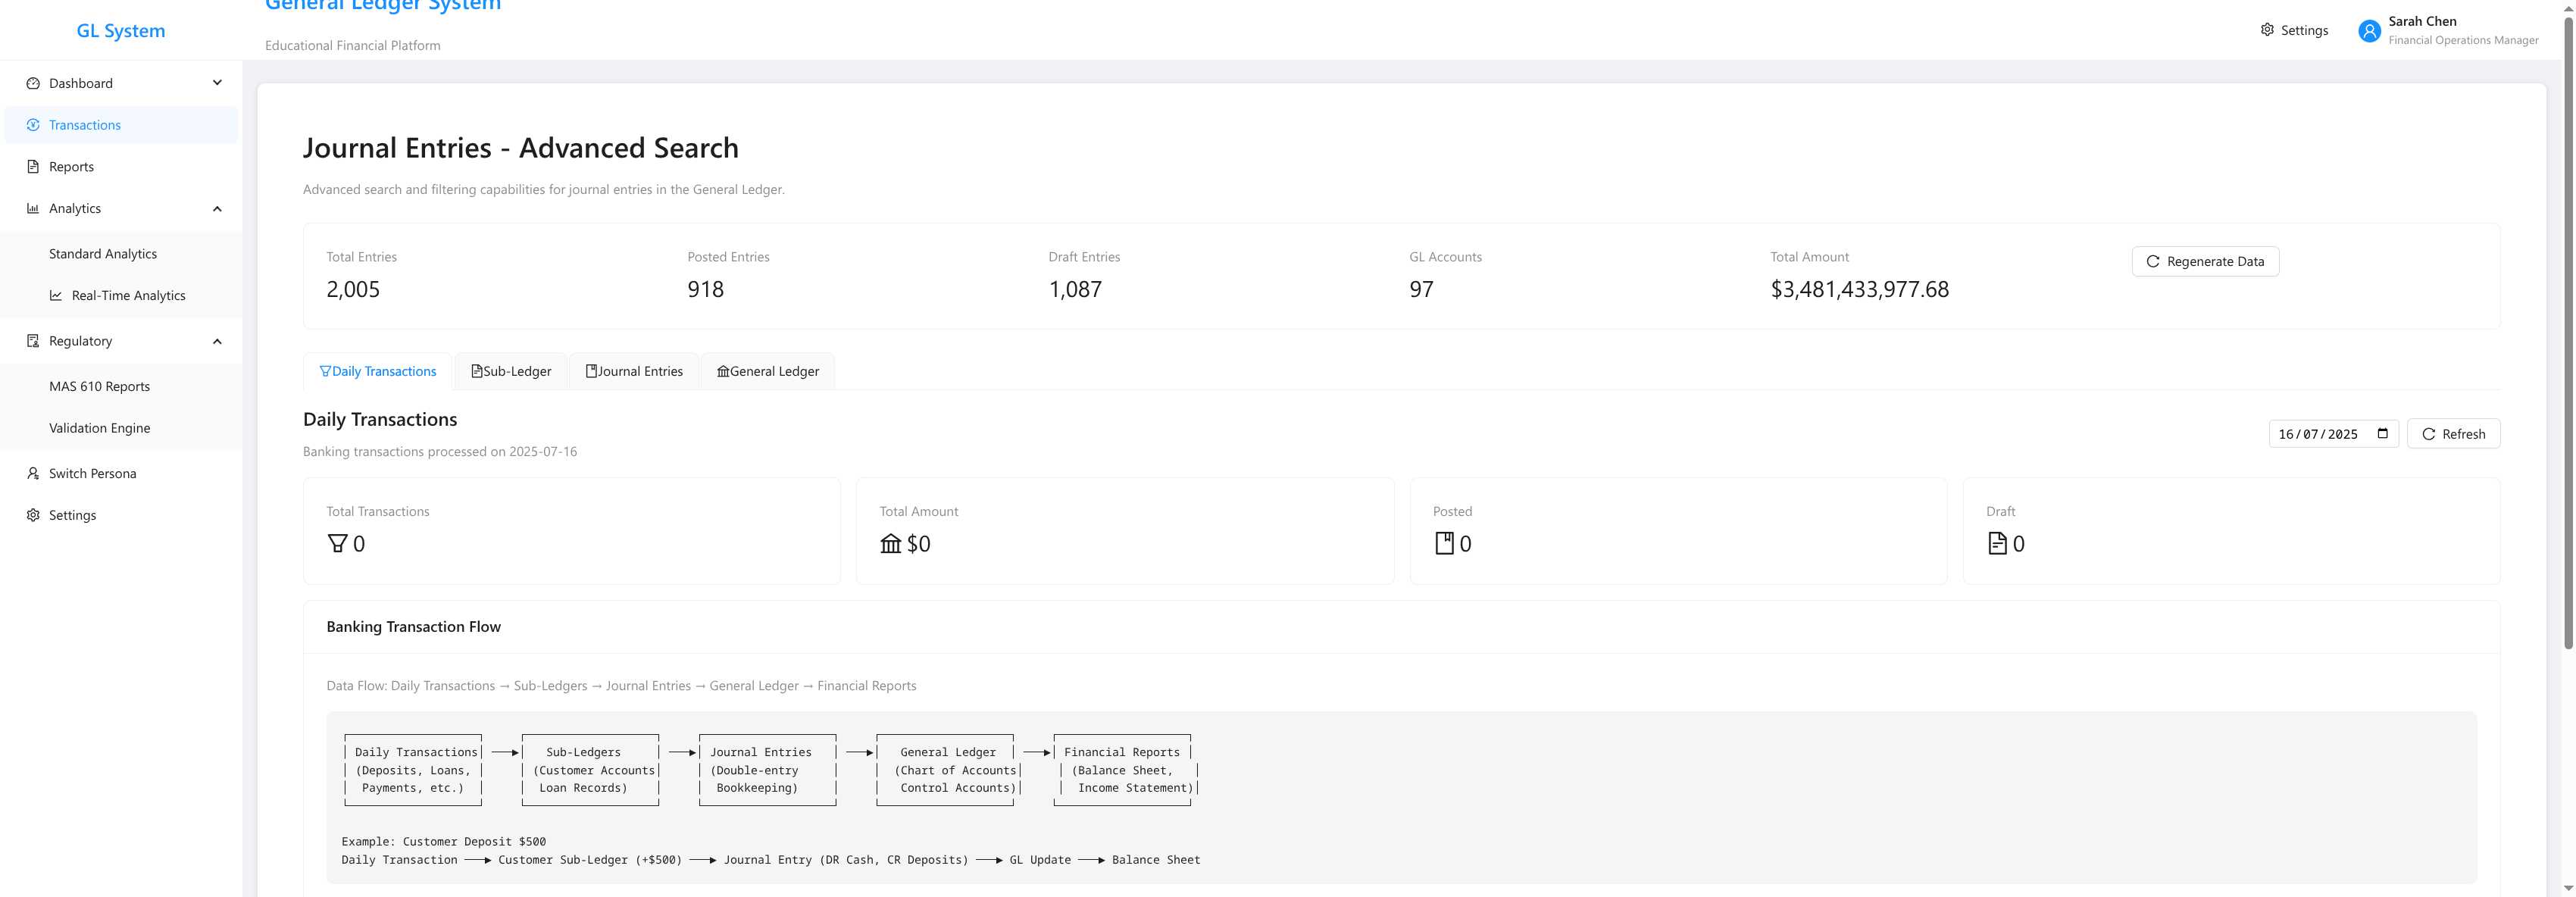 General Ledger System
GL System
Educational Financial Platform
Settings
Sarah Chen
Financial Operations Manager
Dashboard
Transactions
Reports
Analytics
Standard Analytics
Real-Time Analytics
Regulatory
MAS 610 Reports
Validation Engine
Switch Persona
Settings
Journal Entries - Advanced Search
Advanced search and filtering capabilities for journal entries in the General Ledger.
Total Entries
2,005
Posted Entries
918
Draft Entries
1,087
GL Accounts
97
Total Amount
$3,481,433,977.68
Regenerate Data
Daily Transactions
Sub-Ledger
Journal Entries
General Ledger
Daily Transactions
Banking transactions processed on 2025-07-16
16/07/2025
Refresh
Total Transactions
0
Total Amount
$0
Posted
0
Draft
0
Banking Transaction Flow
Data Flow: Daily Transactions → Sub-Ledgers → Journal Entries → General Ledger → Financial Reports
Daily Transactions
(Deposits, Loans,
Payments, etc.)
Sub-Ledgers
(Customer Accounts
Loan Records)
Journal Entries
(Double-entry
Bookkeeping)
General Ledger
(Chart of Accounts
Control Accounts)
Financial Reports
(Balance Sheet,
Income Statement)
Example: Customer Deposit $500
Daily Transaction ──► Customer Sub-Ledger (+$500) ──► Journal Entry (DR Cash, CR Deposits) ──► GL Update ──► Balance Sheet